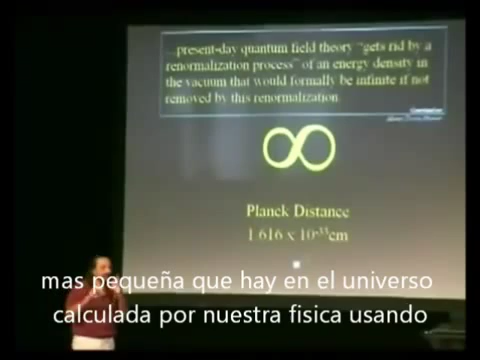 ...present-day quantum field theory "gets rid by a
renormalization process" of an energy density in
the vacuum that would formally be infinite if not
removed by this renormalization.
∞
Planck Distance
1.616 x 10-33cm
mas pequeña que hay en el universo
calculada por nuestra fisica usando